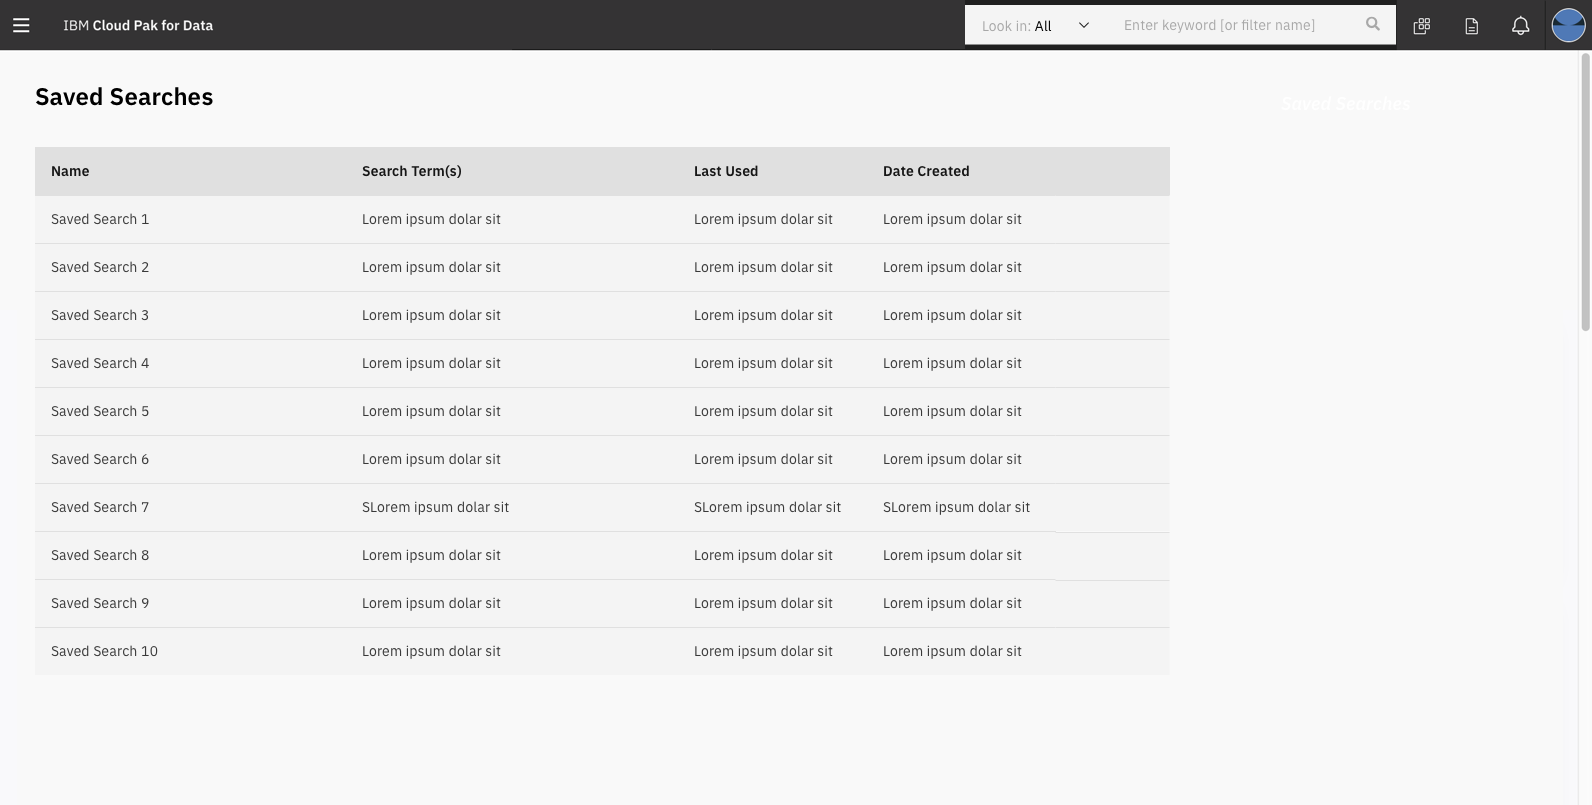 IBM Cloud Pak for Data
Look in: All
Enter keyword [or filter name]
Saved Searches
Saved Searches
Name Search Term(s) Last Used Date Created
Saved Search 1 Lorem ipsum dolar sit Lorem ipsum dolar sit Lorem ipsum dolar sit
Saved Search 2 Lorem ipsum dolar sit Lorem ipsum dolar sit Lorem ipsum dolar sit
Saved Search 3 Lorem ipsum dolar sit Lorem ipsum dolar sit Lorem ipsum dolar sit
Saved Search 4 Lorem ipsum dolar sit Lorem ipsum dolar sit Lorem ipsum dolar sit
Saved Search 5 Lorem ipsum dolar sit Lorem ipsum dolar sit Lorem ipsum dolar sit
Saved Search 6 Lorem ipsum dolar sit Lorem ipsum dolar sit Lorem ipsum dolar sit
Saved Search 7 SLorem ipsum dolar sit SLorem ipsum dolar sit SLorem ipsum dolar sit
Saved Search 8 Lorem ipsum dolar sit Lorem ipsum dolar sit Lorem ipsum dolar sit
Saved Search 9 Lorem ipsum dolar sit Lorem ipsum dolar sit Lorem ipsum dolar sit
Saved Search 10 Lorem ipsum dolar sit Lorem ipsum dolar sit Lorem ipsum dolar sit